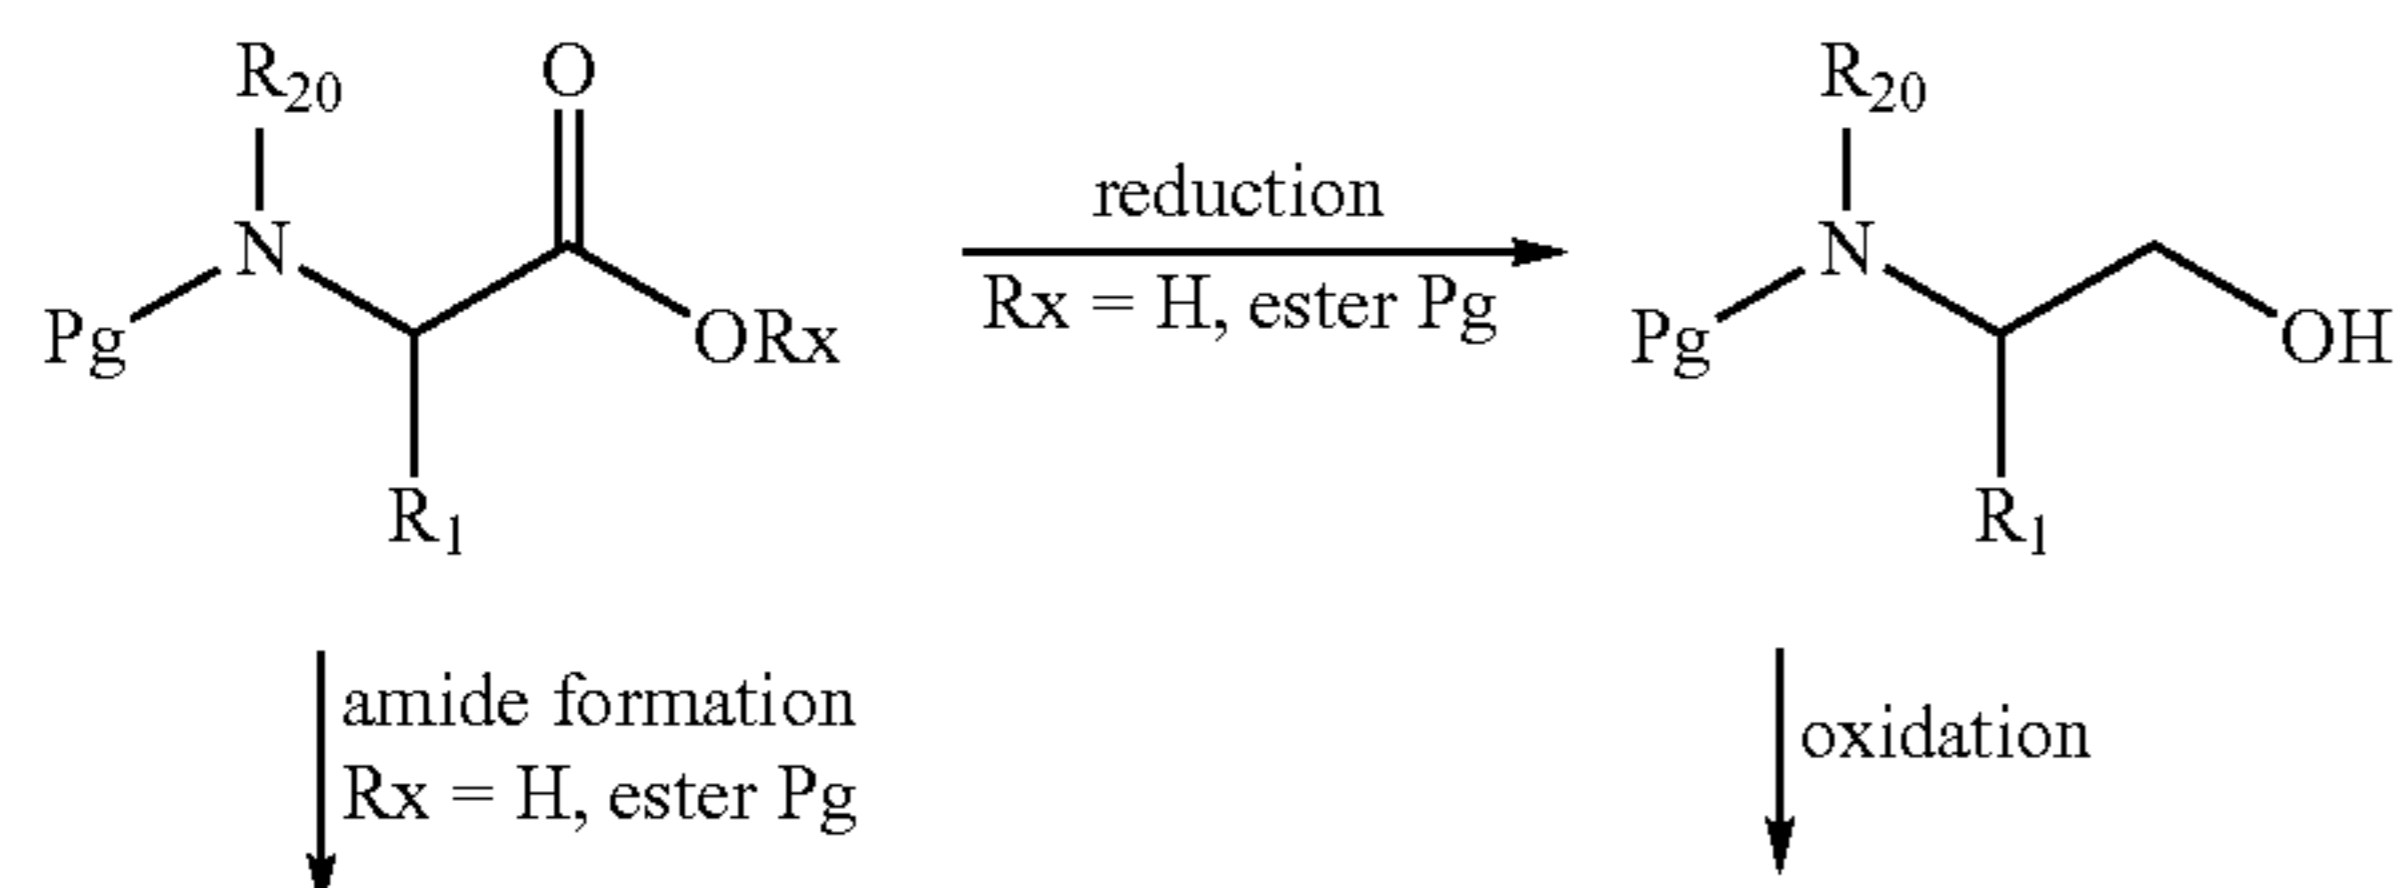 R20 O R20
reduction
N N
Rx = H, ester Pg
Pg ORx Pg OH
R1 R1
amide formation oxidation
Rx = H, ester Pg